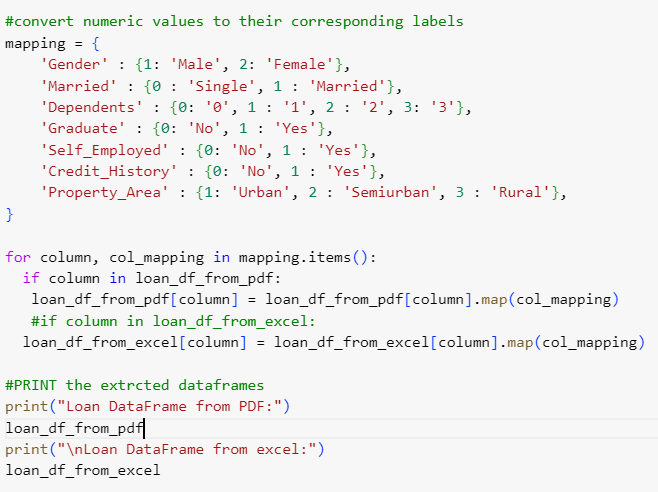 #convert numeric values to their corresponding labels
mapping = {
    'Gender' : {1: 'Male', 2: 'Female'},
    'Married' : {0 : 'Single', 1 : 'Married'},
    'Dependents' : {0: '0', 1 : '1', 2 : '2', 3: '3'},
    'Graduate' : {0: 'No', 1 : 'Yes'},
    'Self_Employed' : {0: 'No', 1 : 'Yes'},
    'Credit_History' : {0: 'No', 1 : 'Yes'},
    'Property_Area' : {1: 'Urban', 2 : 'Semiurban', 3 : 'Rural'},
}

for column, col_mapping in mapping.items():
  if column in loan_df_from_pdf:
   loan_df_from_pdf[column] = loan_df_from_pdf[column].map(col_mapping)
   #if column in loan_df_from_excel:
  loan_df_from_excel[column] = loan_df_from_excel[column].map(col_mapping)

#PRINT the extrcted dataframes
print("Loan DataFrame from PDF:")
loan_df_from_pdf
print("\nLoan DataFrame from excel:")
loan_df_from_excel